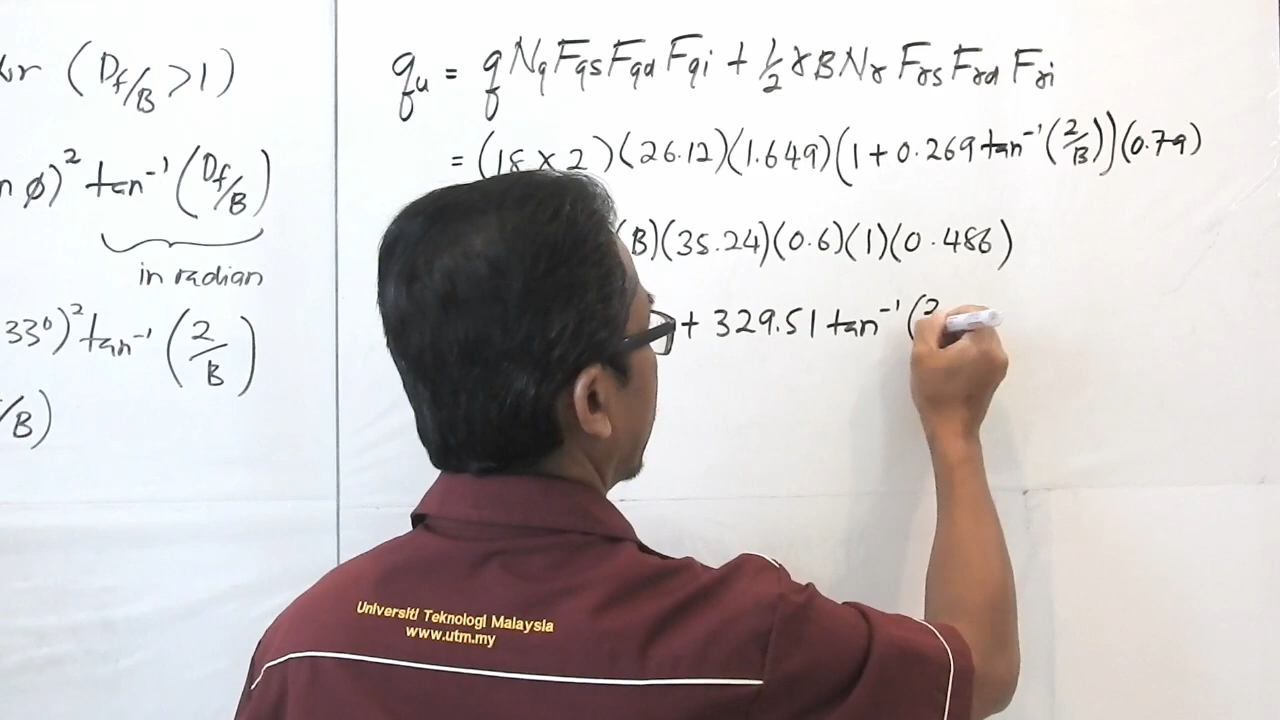 or (Df/B > 1)
n ϕ)² tan⁻¹ (Df/B)
in radian
33°)² tan⁻¹ (2/B)
/B)
qu = q Nq Fqs Fqd Fqi + 1/2 γ B Nγ Fγs Fγd Fγi
= (18 × 2 )(26.12)(1.649)(1 + 0.269 tan⁻¹ (2/B))(0.79)
(B)(35.24)(0.6)(1)(0.486)
+ 329.51 tan⁻¹ (2
Universiti Teknologi Malaysia
www.utm.my